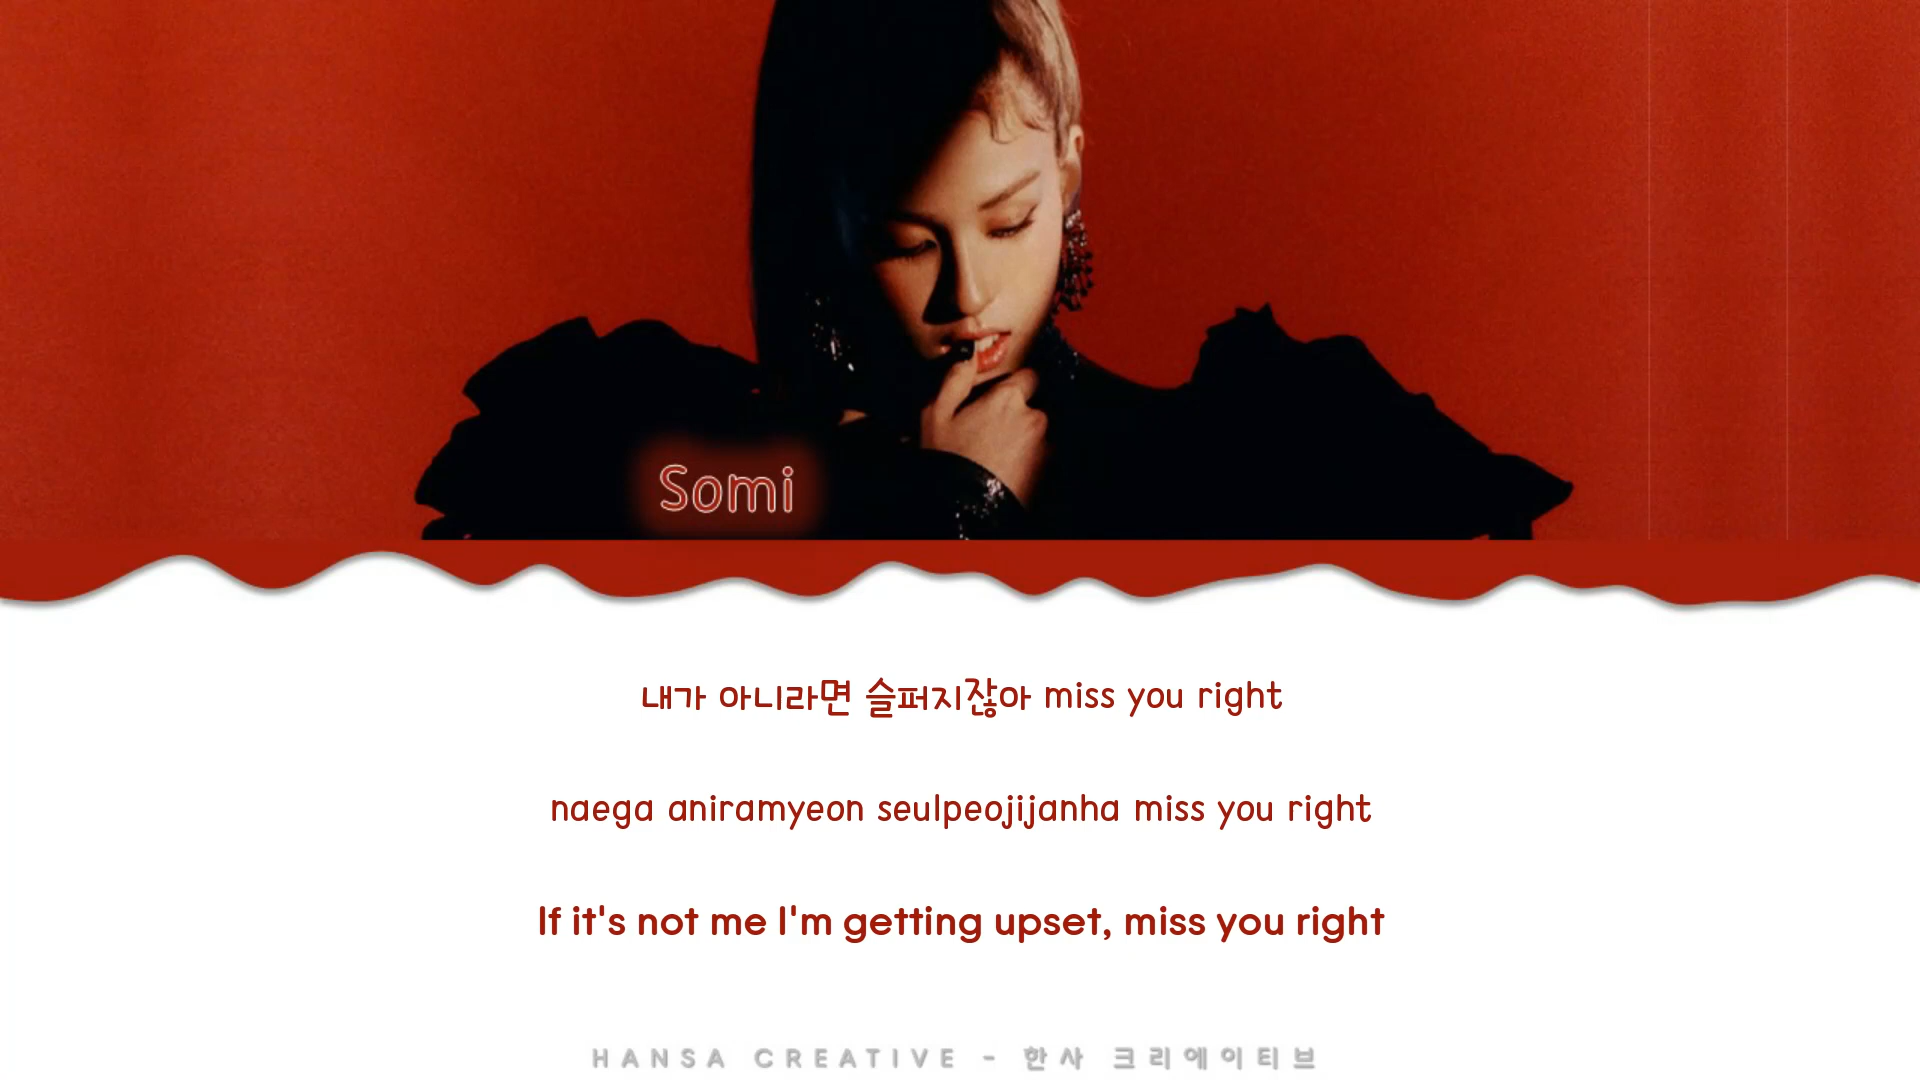 Somi
내가 아니라면 슬퍼지잖아 miss you right
naega aniramyeon seulpeojijanha miss you right
If it's not me I'm getting upset, miss you right
HANSA CREATIVE - 한사 크리에이티브